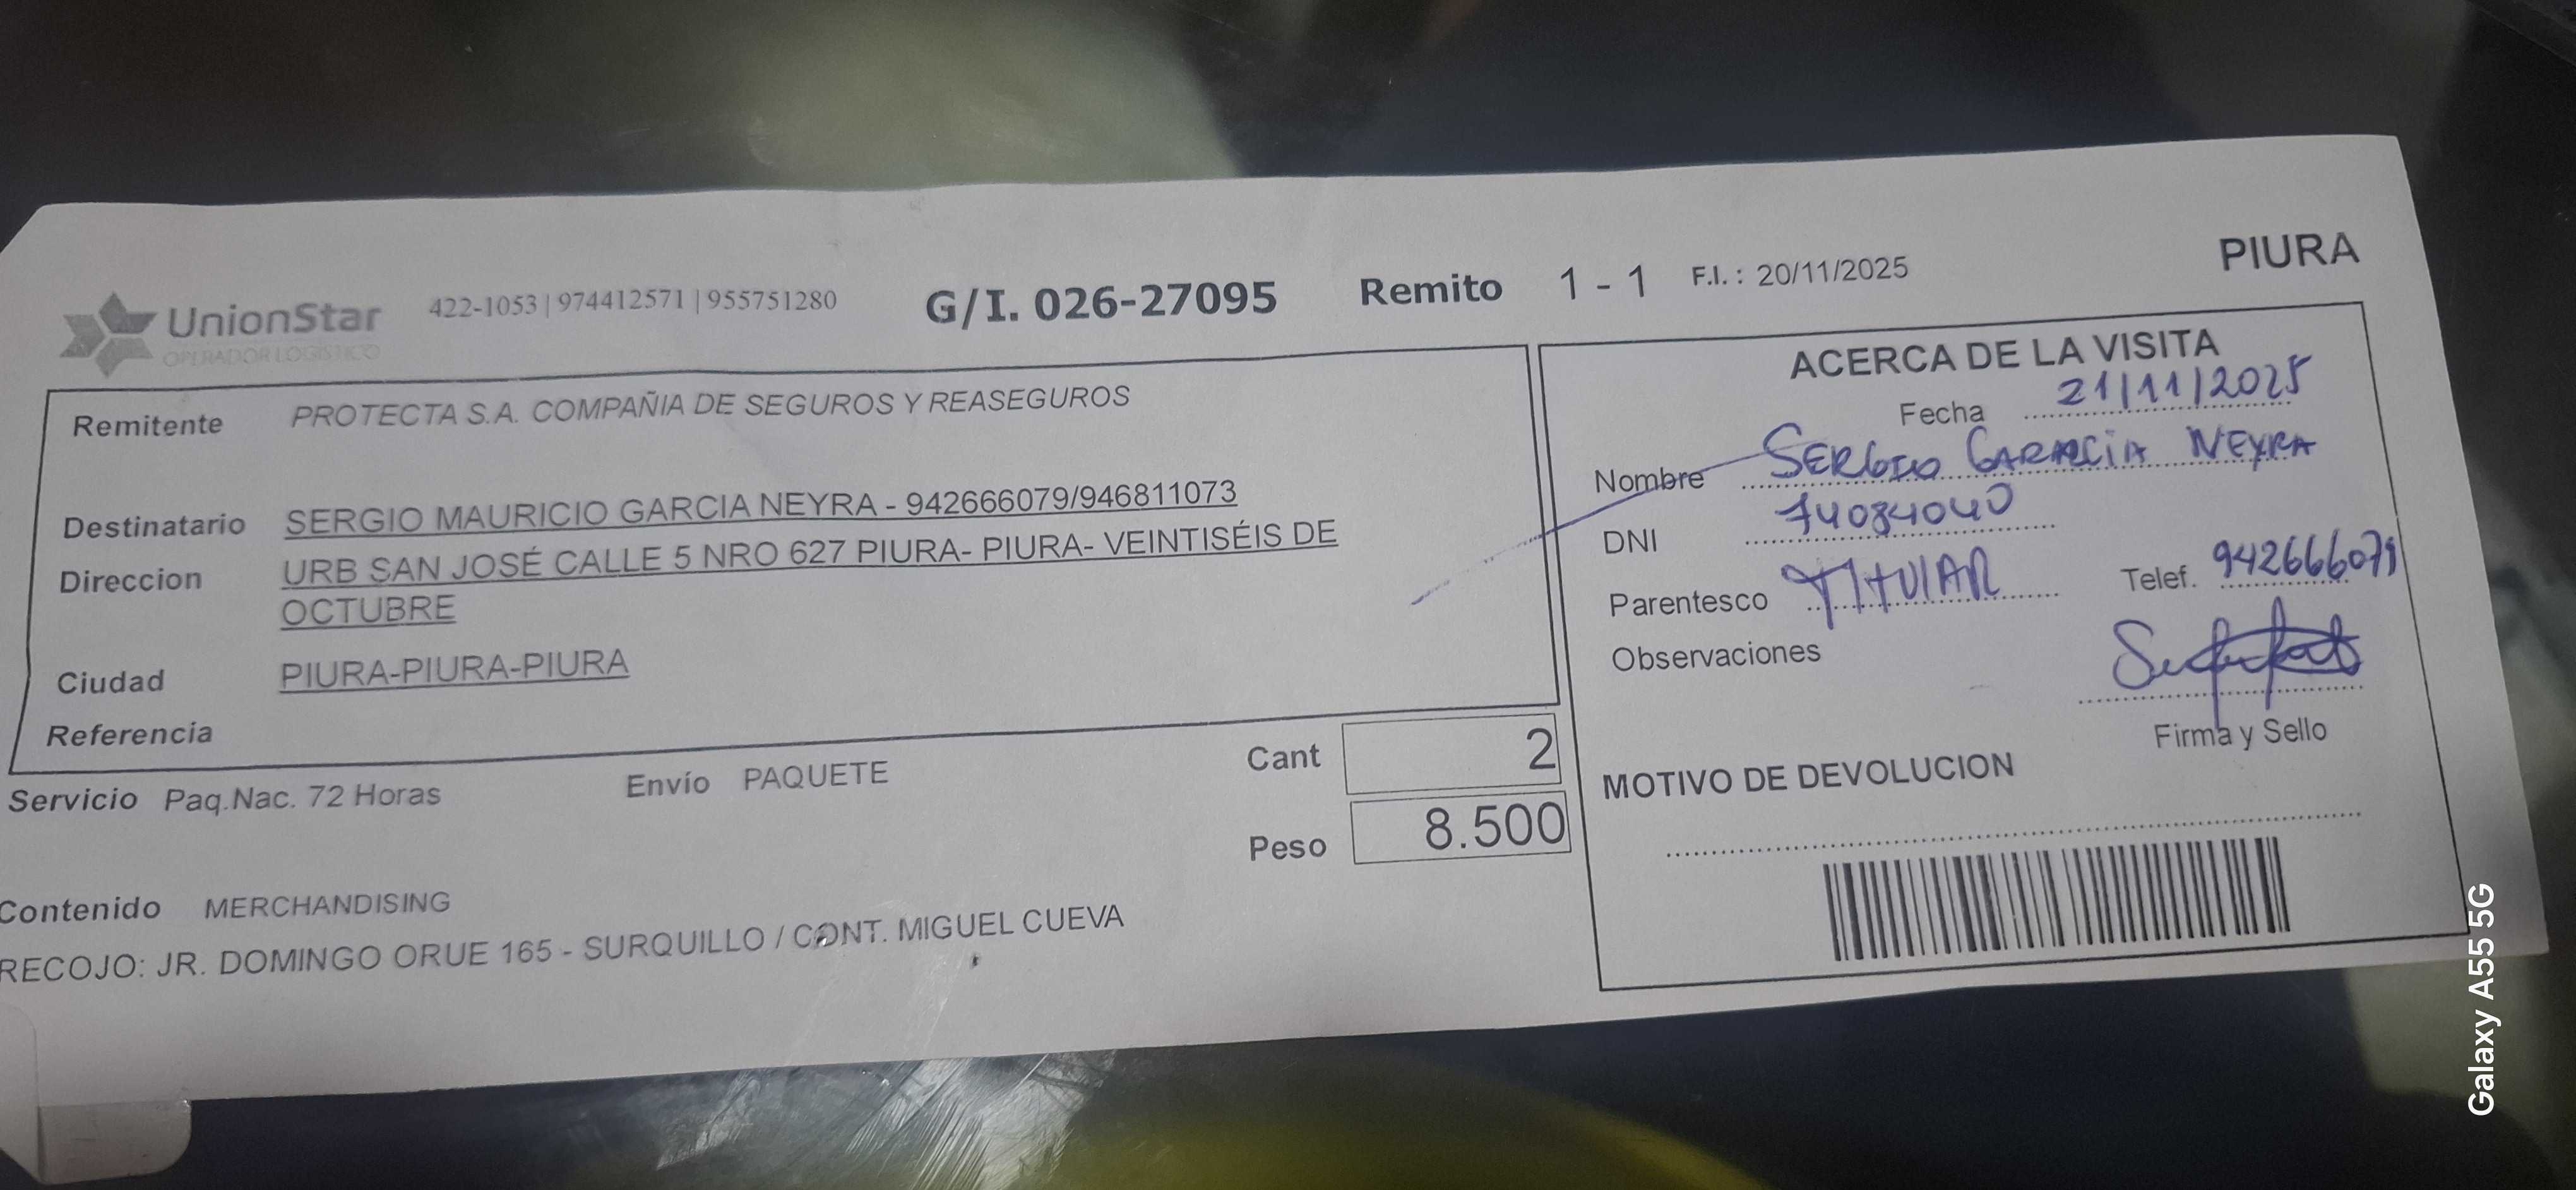 UnionStar
OPERADOR LOGISTICO
422-1053 | 974412571 | 955751280
G/I. 026-27095
Remito 1 - 1
F.I. : 20/11/2025
PIURA
Remitente PROTECTA S.A. COMPAÑIA DE SEGUROS Y REASEGUROS
Destinatario SERGIO MAURICIO GARCIA NEYRA - 942666079/946811073
Direccion URB SAN JOSÉ CALLE 5 NRO 627 PIURA- PIURA- VEINTISÉIS DE
OCTUBRE
Ciudad PIURA-PIURA-PIURA
Referencia
Servicio Paq.Nac. 72 Horas
Envío PAQUETE
Cant 2
Peso 8.500
Contenido MERCHANDISING
RECOJO: JR. DOMINGO ORUE 165 - SURQUILLO / CONT. MIGUEL CUEVA
ACERCA DE LA VISITA
Fecha 21/11/2025
Nombre SERGIO GARCIA NEYRA
DNI 74084040
Parentesco TITULAR
Telef. 942666079
Observaciones
Firma y Sello
MOTIVO DE DEVOLUCION
Galaxy A55 5G